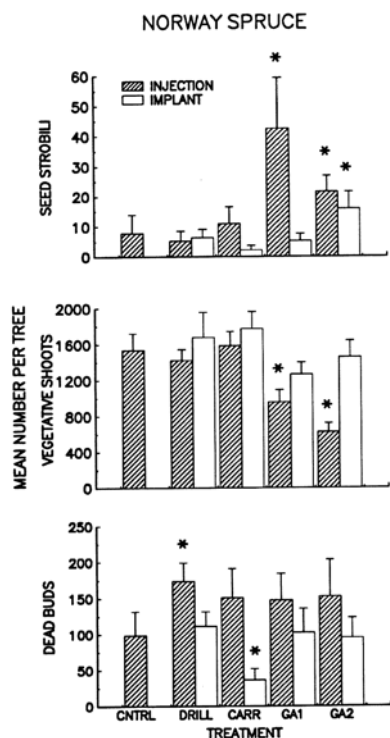 NORWAY SPRUCE
*
60
INJECTION
50
IMPLANT
40
*
*
30
20
10
0
SEED STROBILI
2000
1600
1200
*
*
800
400
0
MEAN NUMBER PER TREE
VEGETATIVE SHOOTS
250
200
*
150
100
*
50
0
DEAD BUDS
CNTRL DRILL CARR GA1 GA2
TREATMENT